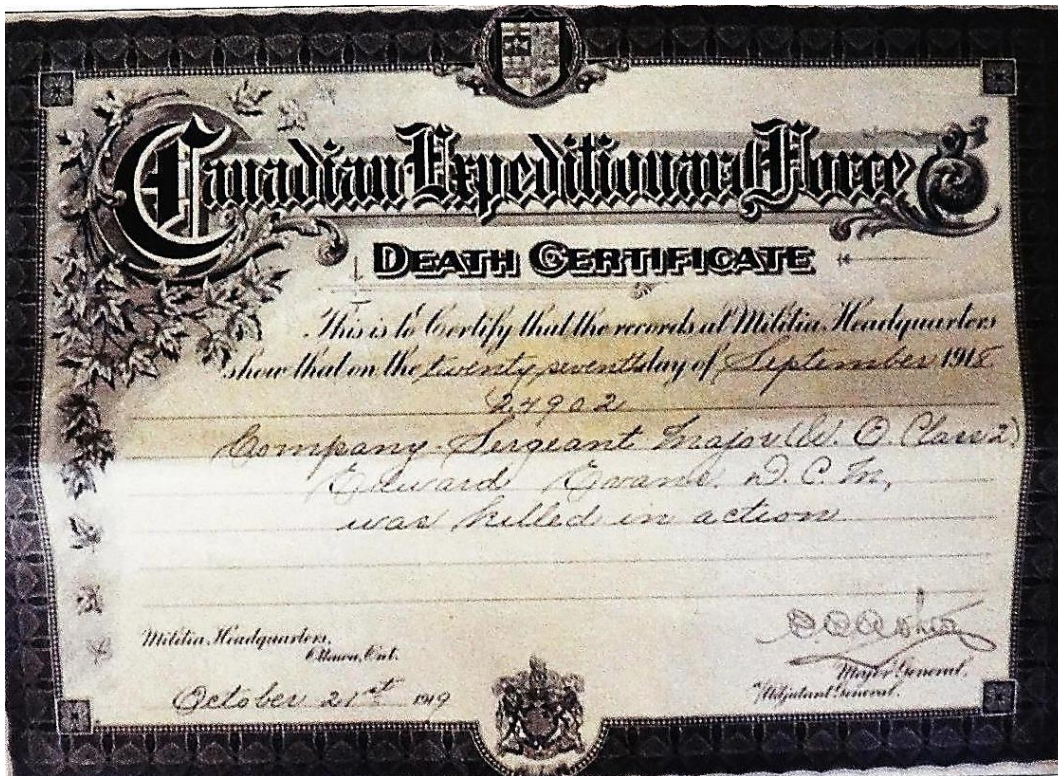 Canadian Expeditionary Force
DEATH CERTIFICATE
This is to Certify that the records at Militia Headquarters
show that on the twenty seventh day of September 1918
24902
Company Sergeant Major (W. O. Class 2)
Edward Evans, D.C.M,
was killed in action
Militia Headquarters,
Ottawa, Ont.
October 21st 1919
Major General,
Adjutant General.